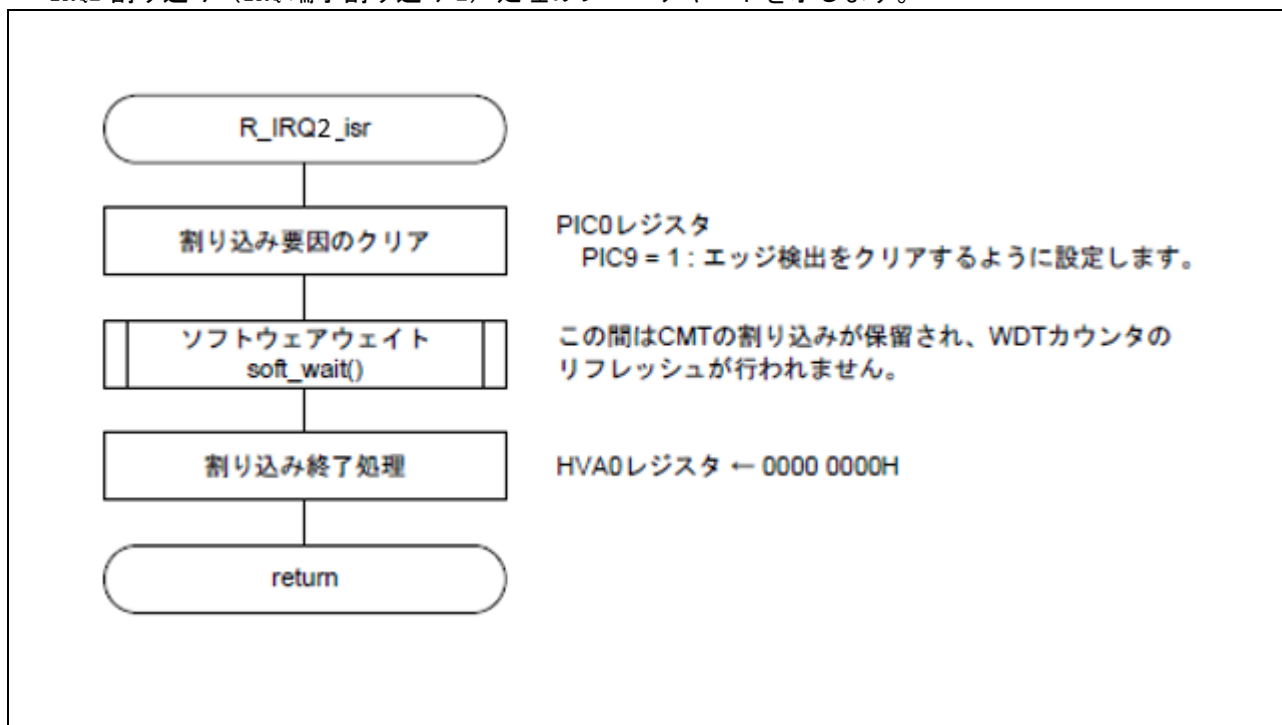 R_IRQ2_isr
割り込み要因のクリア
PIC0レジスタ
PIC9 = 1 : エッジ検出をクリアするように設定します。
ソフトウェアウェイト
soft_wait()
この間はCMTの割り込みが保留され、WDTカウンタの
リフレッシュが行われません。
割り込み終了処理
HVA0レジスタ ← 0000 0000H
return